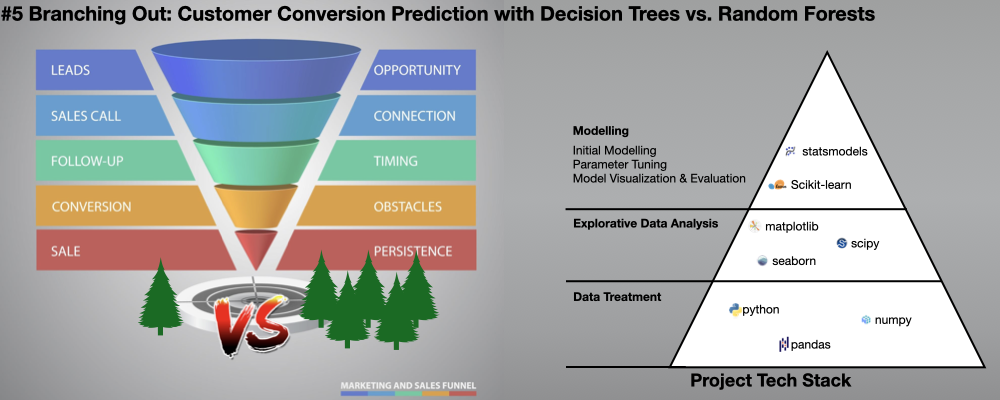 #5 Branching Out: Customer Conversion Prediction with Decision Trees vs. Random Forests
LEADS
OPPORTUNITY
SALES CALL
CONNECTION
FOLLOW-UP
TIMING
CONVERSION
OBSTACLES
SALE
PERSISTENCE
VS
MARKETING AND SALES FUNNEL
Modelling
Initial Modelling
Parameter Tuning
Model Visualization & Evaluation
statsmodels
Scikit-learn
Explorative Data Analysis
matplotlib
scipy
seaborn
Data Treatment
python
numpy
pandas
Project Tech Stack